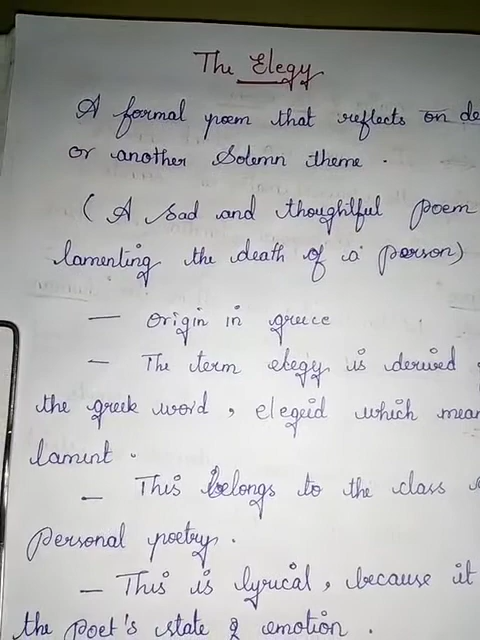 The Elegy
A formal poem that reflects on de
or another Solemn theme .
( A sad and thoughtful poem
lamenting the death of a person)
— Origin in greece
— The term elegy is derived
the greek word , elegeid which mean
lament .
— This belongs to the class
Personal poetry .
— This is lyrical , because it
the Poet's state & emotion .